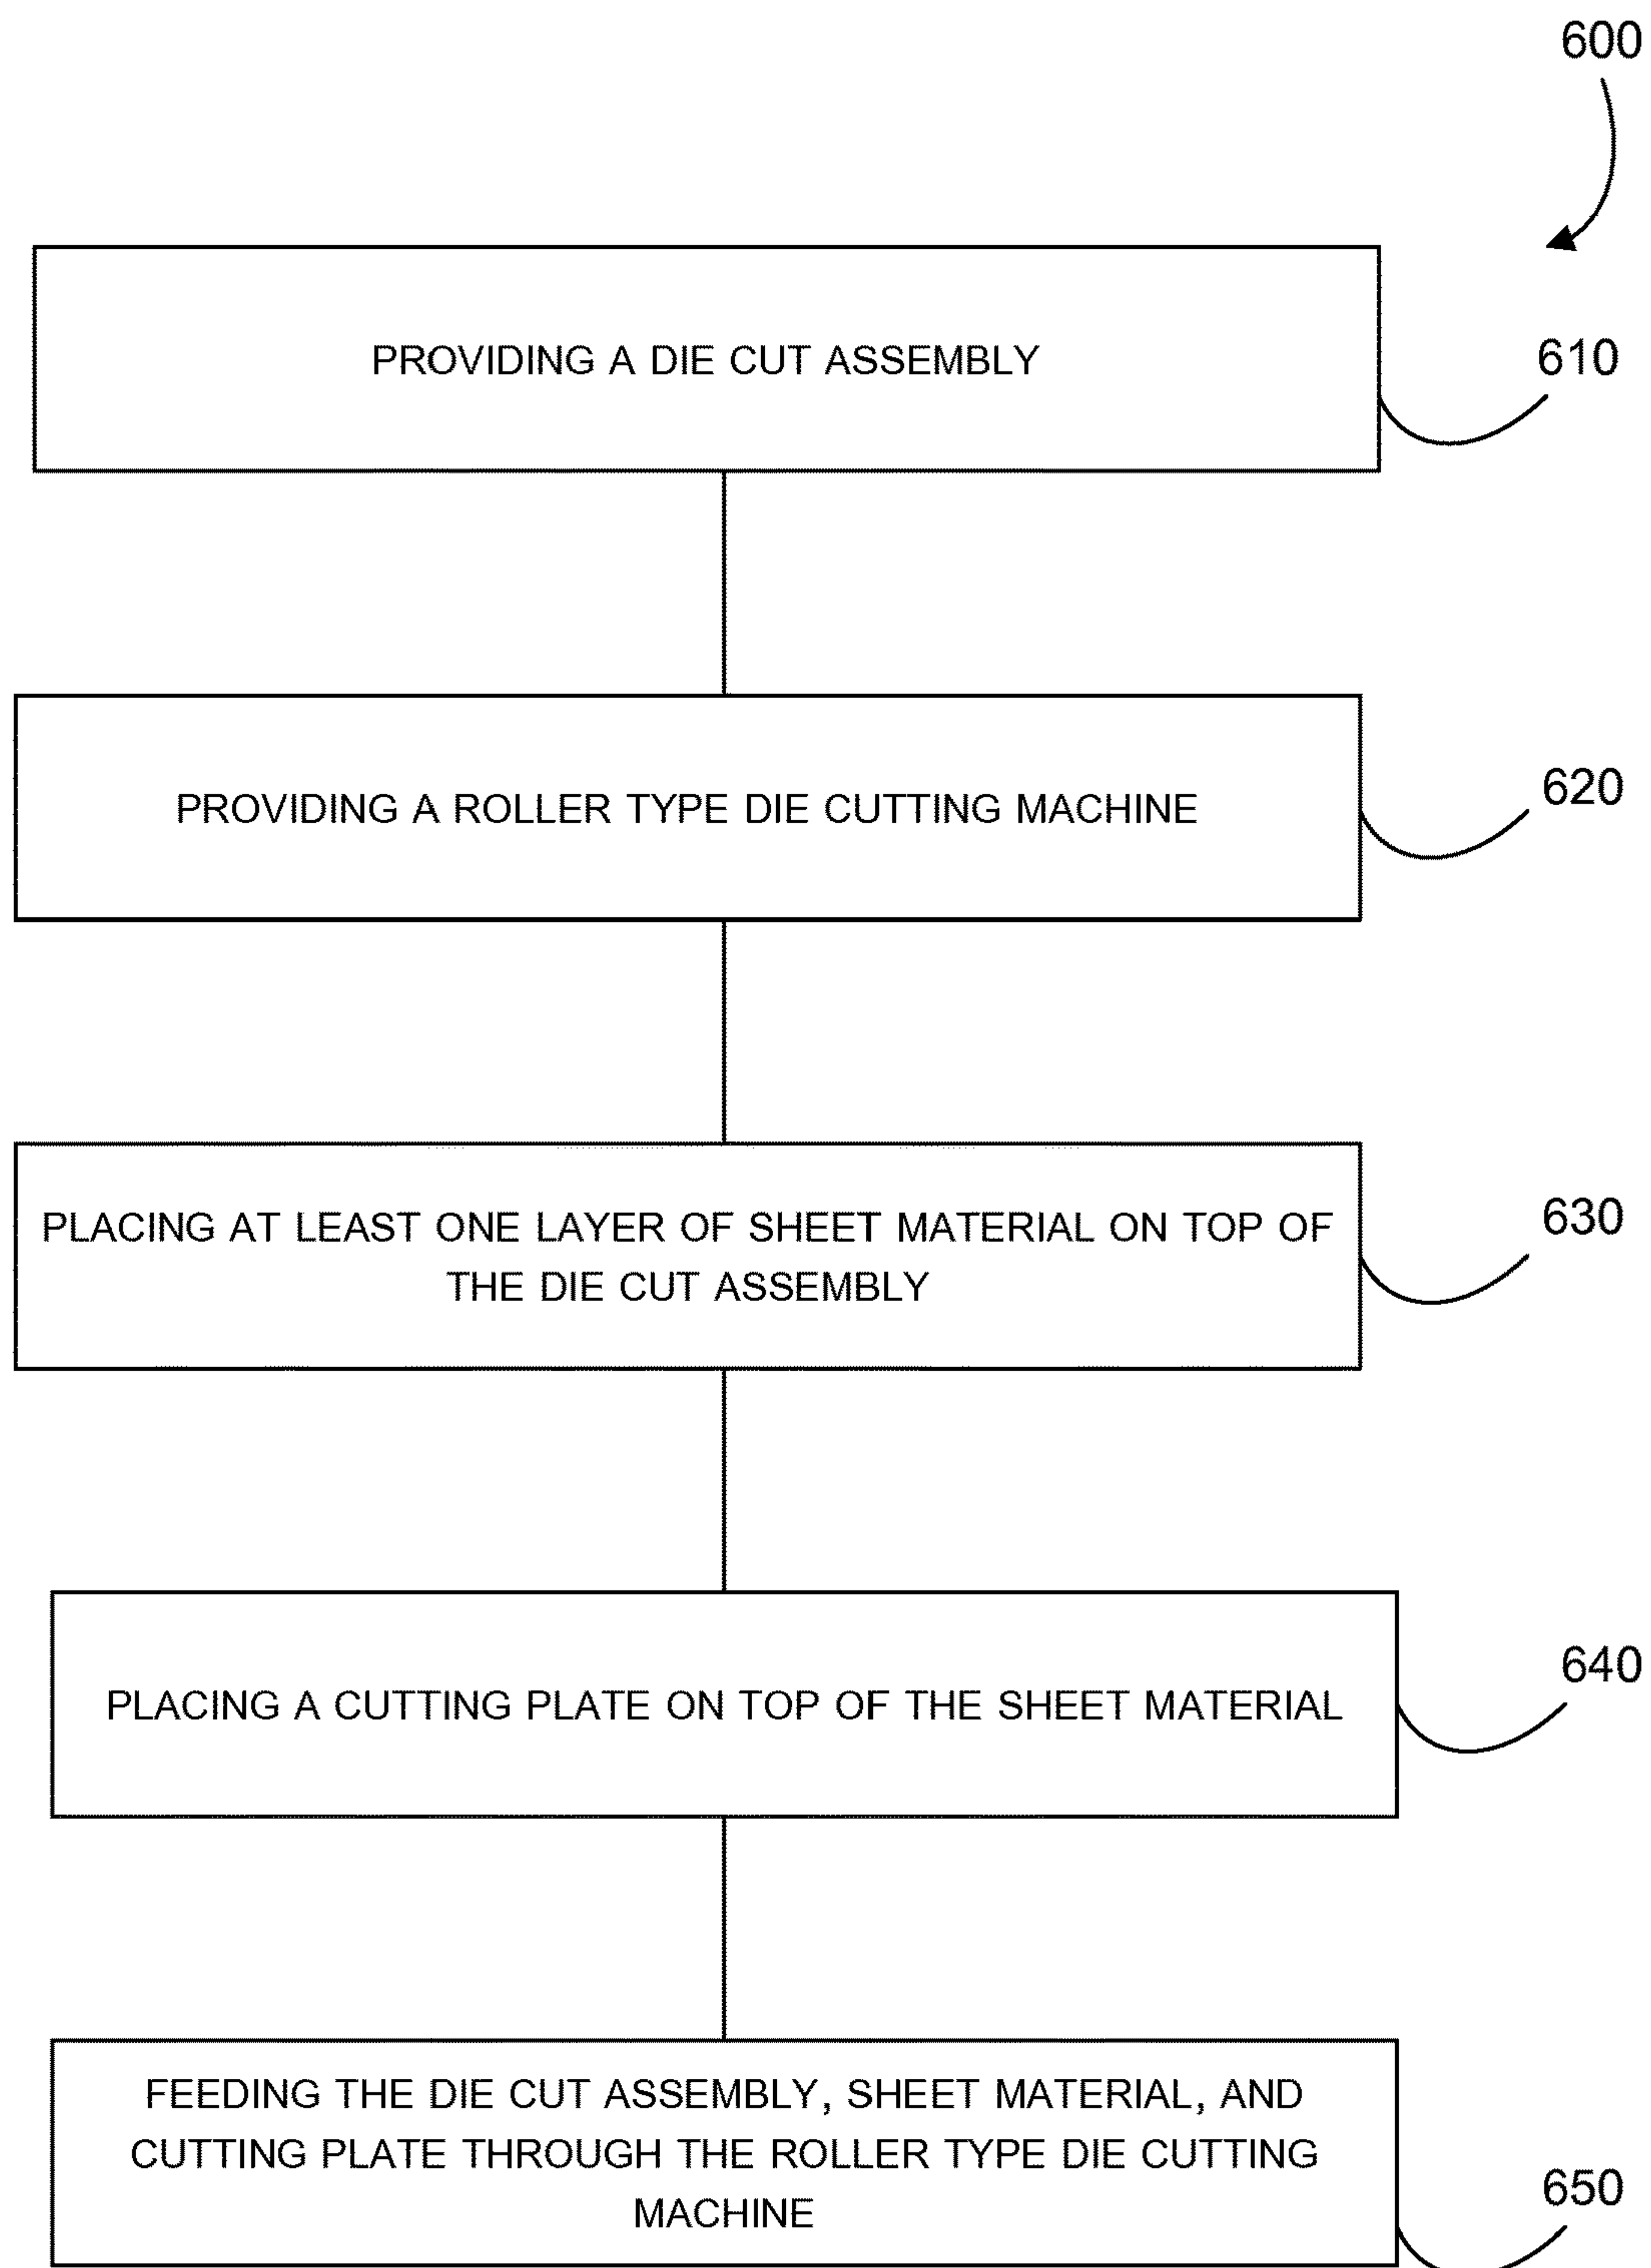 600
PROVIDING A DIE CUT ASSEMBLY
610
PROVIDING A ROLLER TYPE DIE CUTTING MACHINE
620
PLACING AT LEAST ONE LAYER OF SHEET MATERIAL ON TOP OF
THE DIE CUT ASSEMBLY
630
PLACING A CUTTING PLATE ON TOP OF THE SHEET MATERIAL
640
FEEDING THE DIE CUT ASSEMBLY, SHEET MATERIAL, AND
CUTTING PLATE THROUGH THE ROLLER TYPE DIE CUTTING
MACHINE
650